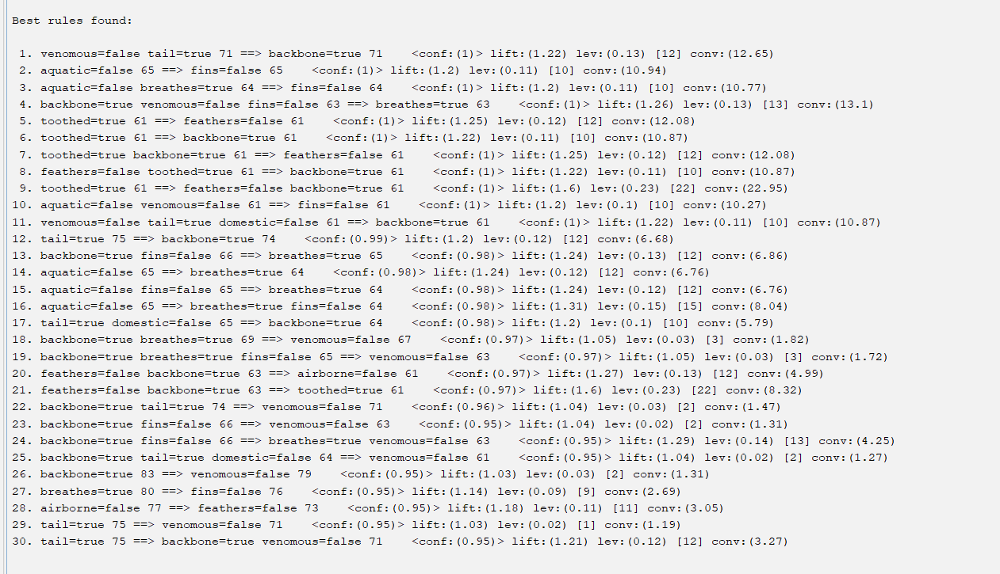 Best rules found:
1. venomous=false tail=true 71 ==> backbone=true 71 <conf:(1)> lift:(1.22) lev:(0.13) [12] conv:(12.65)
2. aquatic=false 65 ==> fins=false 65 <conf:(1)> lift:(1.2) lev:(0.11) [10] conv:(10.94)
3. aquatic=false breathes=true 64 ==> fins=false 64 <conf:(1)> lift:(1.2) lev:(0.11) [10] conv:(10.77)
4. backbone=true venomous=false fins=false 63 ==> breathes=true 63 <conf:(1)> lift:(1.26) lev:(0.13) [13] conv:(13.1)
5. toothed=true 61 ==> feathers=false 61 <conf:(1)> lift:(1.25) lev:(0.12) [12] conv:(12.08)
6. toothed=true 61 ==> backbone=true 61 <conf:(1)> lift:(1.22) lev:(0.11) [10] conv:(10.87)
7. toothed=true backbone=true 61 ==> feathers=false 61 <conf:(1)> lift:(1.25) lev:(0.12) [12] conv:(12.08)
8. feathers=false toothed=true 61 ==> backbone=true 61 <conf:(1)> lift:(1.22) lev:(0.11) [10] conv:(10.87)
9. toothed=true 61 ==> feathers=false backbone=true 61 <conf:(1)> lift:(1.6) lev:(0.23) [22] conv:(22.95)
10. aquatic=false venomous=false 61 ==> fins=false 61 <conf:(1)> lift:(1.2) lev:(0.1) [10] conv:(10.27)
11. venomous=false tail=true domestic=false 61 ==> backbone=true 61 <conf:(1)> lift:(1.22) lev:(0.11) [10] conv:(10.87)
12. tail=true 75 ==> backbone=true 74 <conf:(0.99)> lift:(1.2) lev:(0.12) [12] conv:(6.68)
13. backbone=true fins=false 66 ==> breathes=true 65 <conf:(0.98)> lift:(1.24) lev:(0.13) [12] conv:(6.86)
14. aquatic=false 65 ==> breathes=true 64 <conf:(0.98)> lift:(1.24) lev:(0.12) [12] conv:(6.76)
15. aquatic=false fins=false 65 ==> breathes=true 64 <conf:(0.98)> lift:(1.24) lev:(0.12) [12] conv:(6.76)
16. aquatic=false 65 ==> breathes=true fins=false 64 <conf:(0.98)> lift:(1.31) lev:(0.15) [15] conv:(8.04)
17. tail=true domestic=false 65 ==> backbone=true 64 <conf:(0.98)> lift:(1.2) lev:(0.1) [10] conv:(5.79)
18. backbone=true breathes=true 69 ==> venomous=false 67 <conf:(0.97)> lift:(1.05) lev:(0.03) [3] conv:(1.82)
19. backbone=true breathes=true fins=false 65 ==> venomous=false 63 <conf:(0.97)> lift:(1.05) lev:(0.03) [3] conv:(1.72)
20. feathers=false backbone=true 63 ==> airborne=false 61 <conf:(0.97)> lift:(1.27) lev:(0.13) [12] conv:(4.99)
21. feathers=false backbone=true 63 ==> toothed=true 61 <conf:(0.97)> lift:(1.6) lev:(0.23) [22] conv:(8.32)
22. backbone=true tail=true 74 ==> venomous=false 71 <conf:(0.96)> lift:(1.04) lev:(0.03) [2] conv:(1.47)
23. backbone=true fins=false 66 ==> venomous=false 63 <conf:(0.95)> lift:(1.04) lev:(0.02) [2] conv:(1.31)
24. backbone=true fins=false 66 ==> breathes=true venomous=false 63 <conf:(0.95)> lift:(1.29) lev:(0.14) [13] conv:(4.25)
25. backbone=true tail=true domestic=false 64 ==> venomous=false 61 <conf:(0.95)> lift:(1.04) lev:(0.02) [2] conv:(1.27)
26. backbone=true 83 ==> venomous=false 79 <conf:(0.95)> lift:(1.03) lev:(0.03) [2] conv:(1.31)
27. breathes=true 80 ==> fins=false 76 <conf:(0.95)> lift:(1.14) lev:(0.09) [9] conv:(2.69)
28. airborne=false 77 ==> feathers=false 73 <conf:(0.95)> lift:(1.18) lev:(0.11) [11] conv:(3.05)
29. tail=true 75 ==> venomous=false 71 <conf:(0.95)> lift:(1.03) lev:(0.02) [1] conv:(1.19)
30. tail=true 75 ==> backbone=true venomous=false 71 <conf:(0.95)> lift:(1.21) lev:(0.12) [12] conv:(3.27)